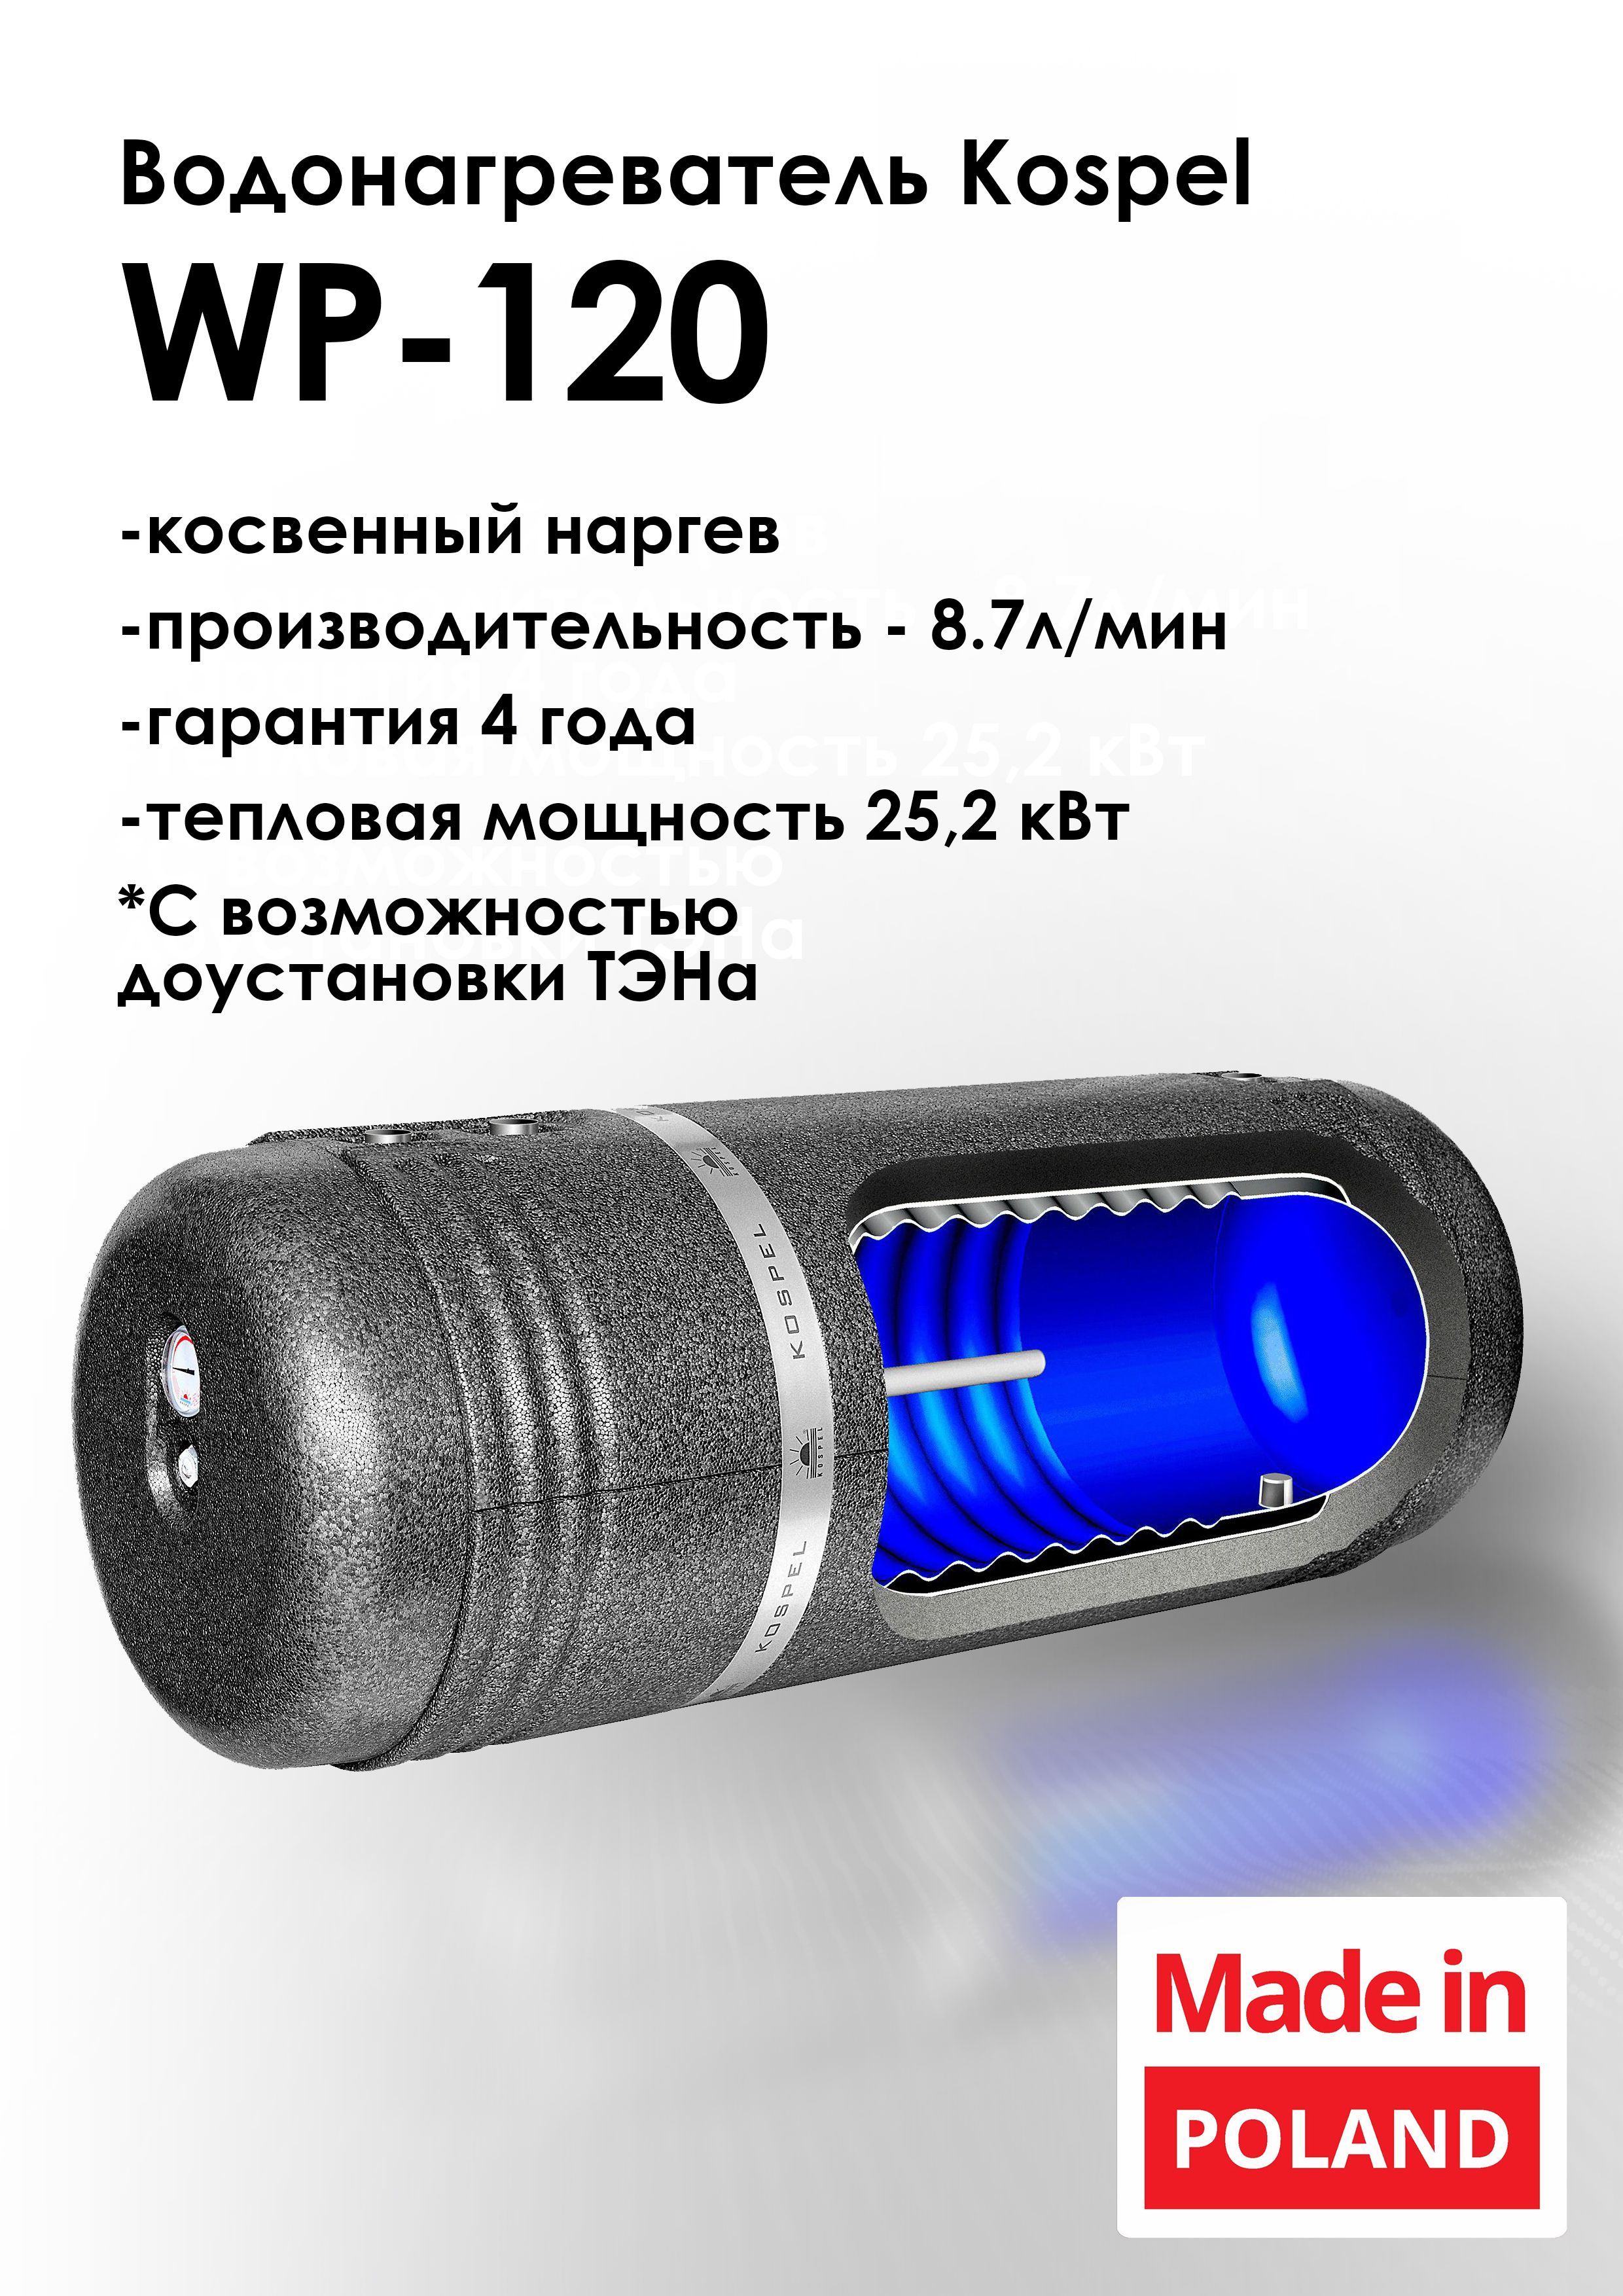 Водонагреватель Kospel
WP-120
-косвенный наргев
-производительность - 8.7л/мин
-гарантия 4 года
-тепловая мощность 25,2 кВт
*С возможностью
доустановки ТЭНа
KOSPEL
KOSPEL
KOSPEL
Made in
POLAND